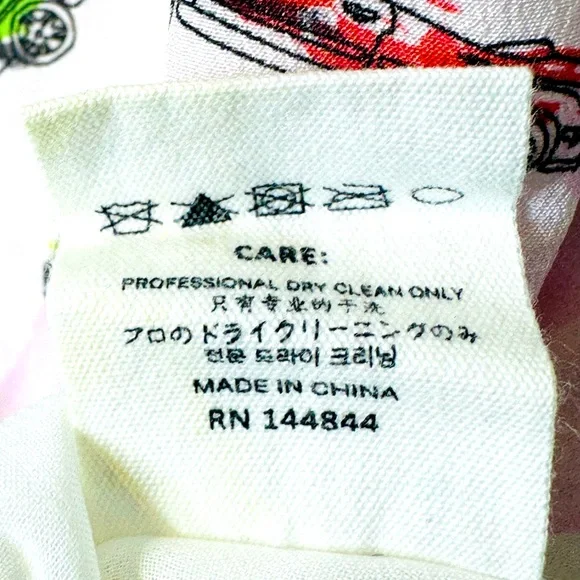 CARE:
PROFESSIONAL DRY CLEAN ONLY
只有专业的干洗
プロのドライクリーニングのみ
전문 드라이 크리닝
MADE IN CHINA
RN 144844